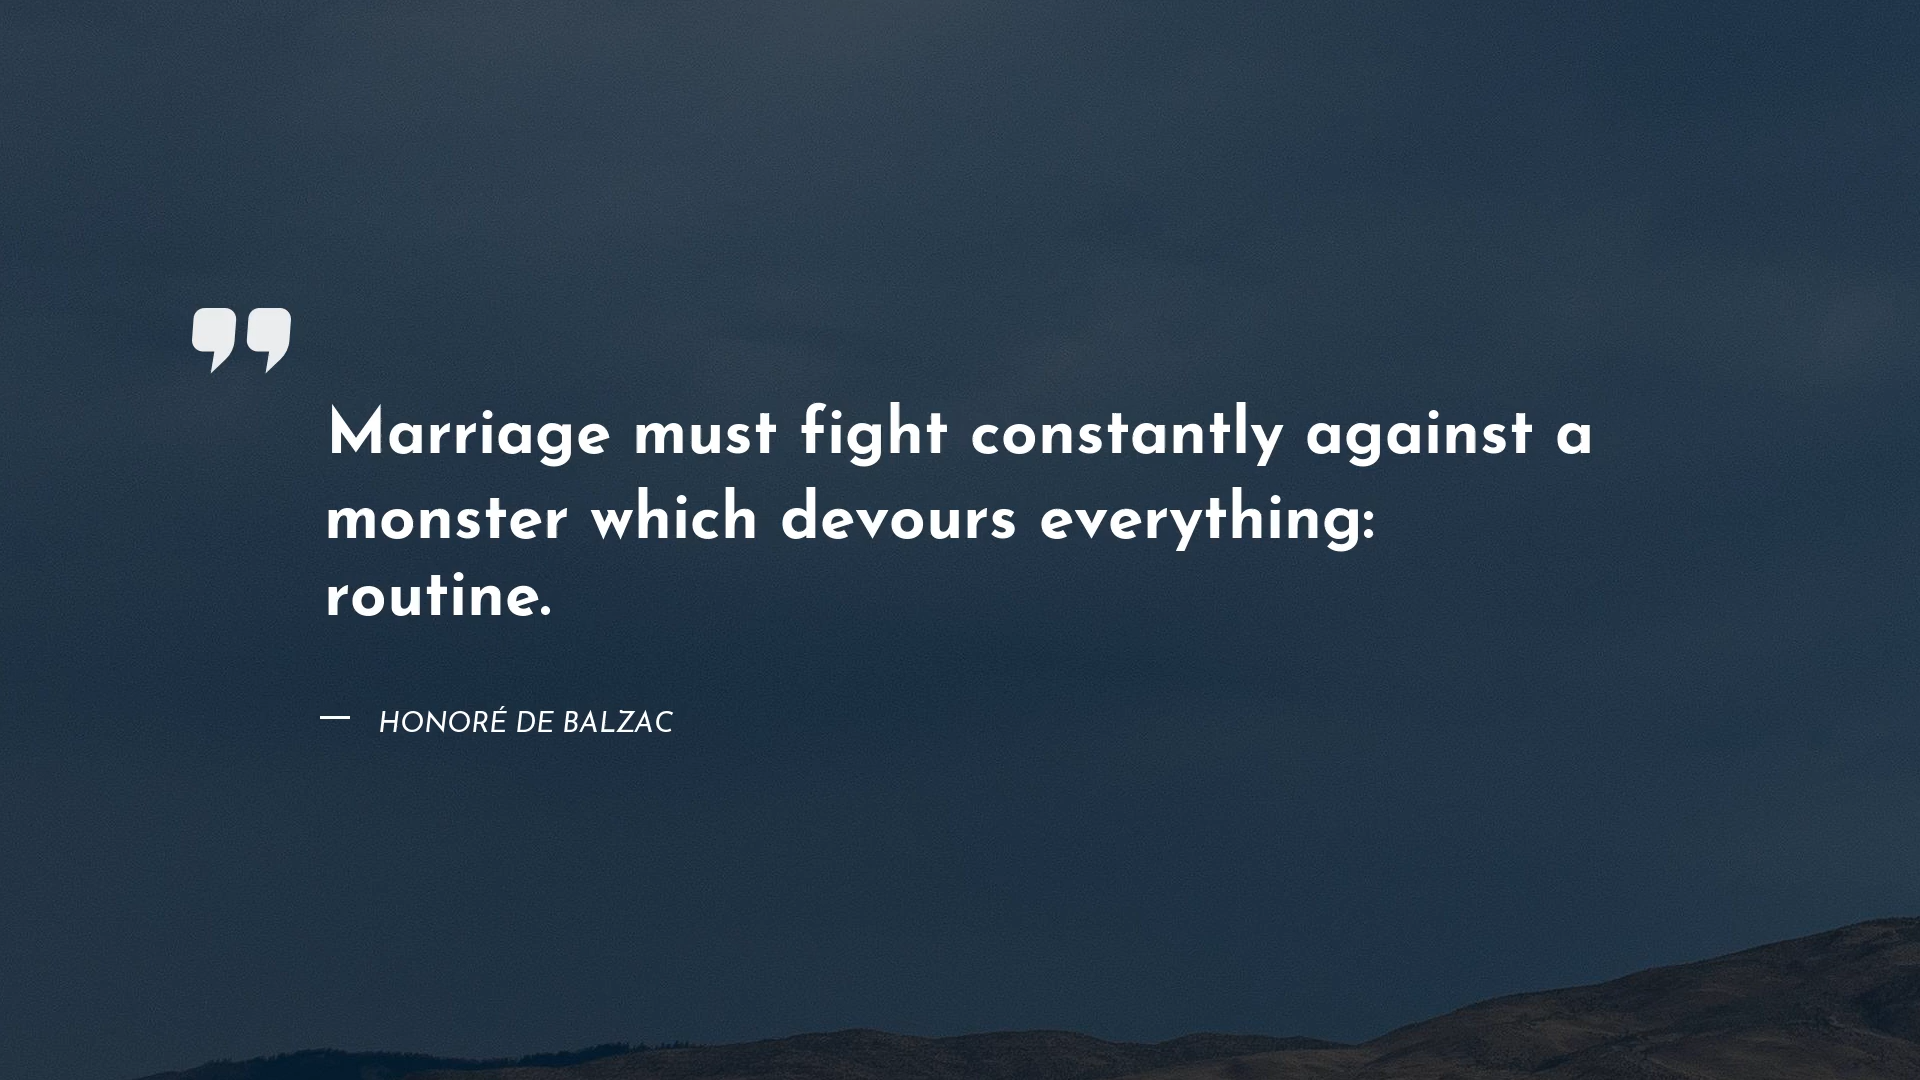 ”
Marriage must fight constantly against a
monster which devours everything:
routine.
— HONORÉ DE BALZAC